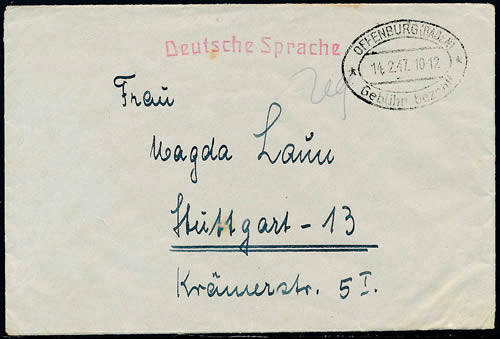 Deutsche Sprache
OFFENBURG (BADEN)
14.2.47. 10-12
Gebühr bezahlt
Frau
Magda Laun
Stuttgart - 13
Krämerstr. 5 I.